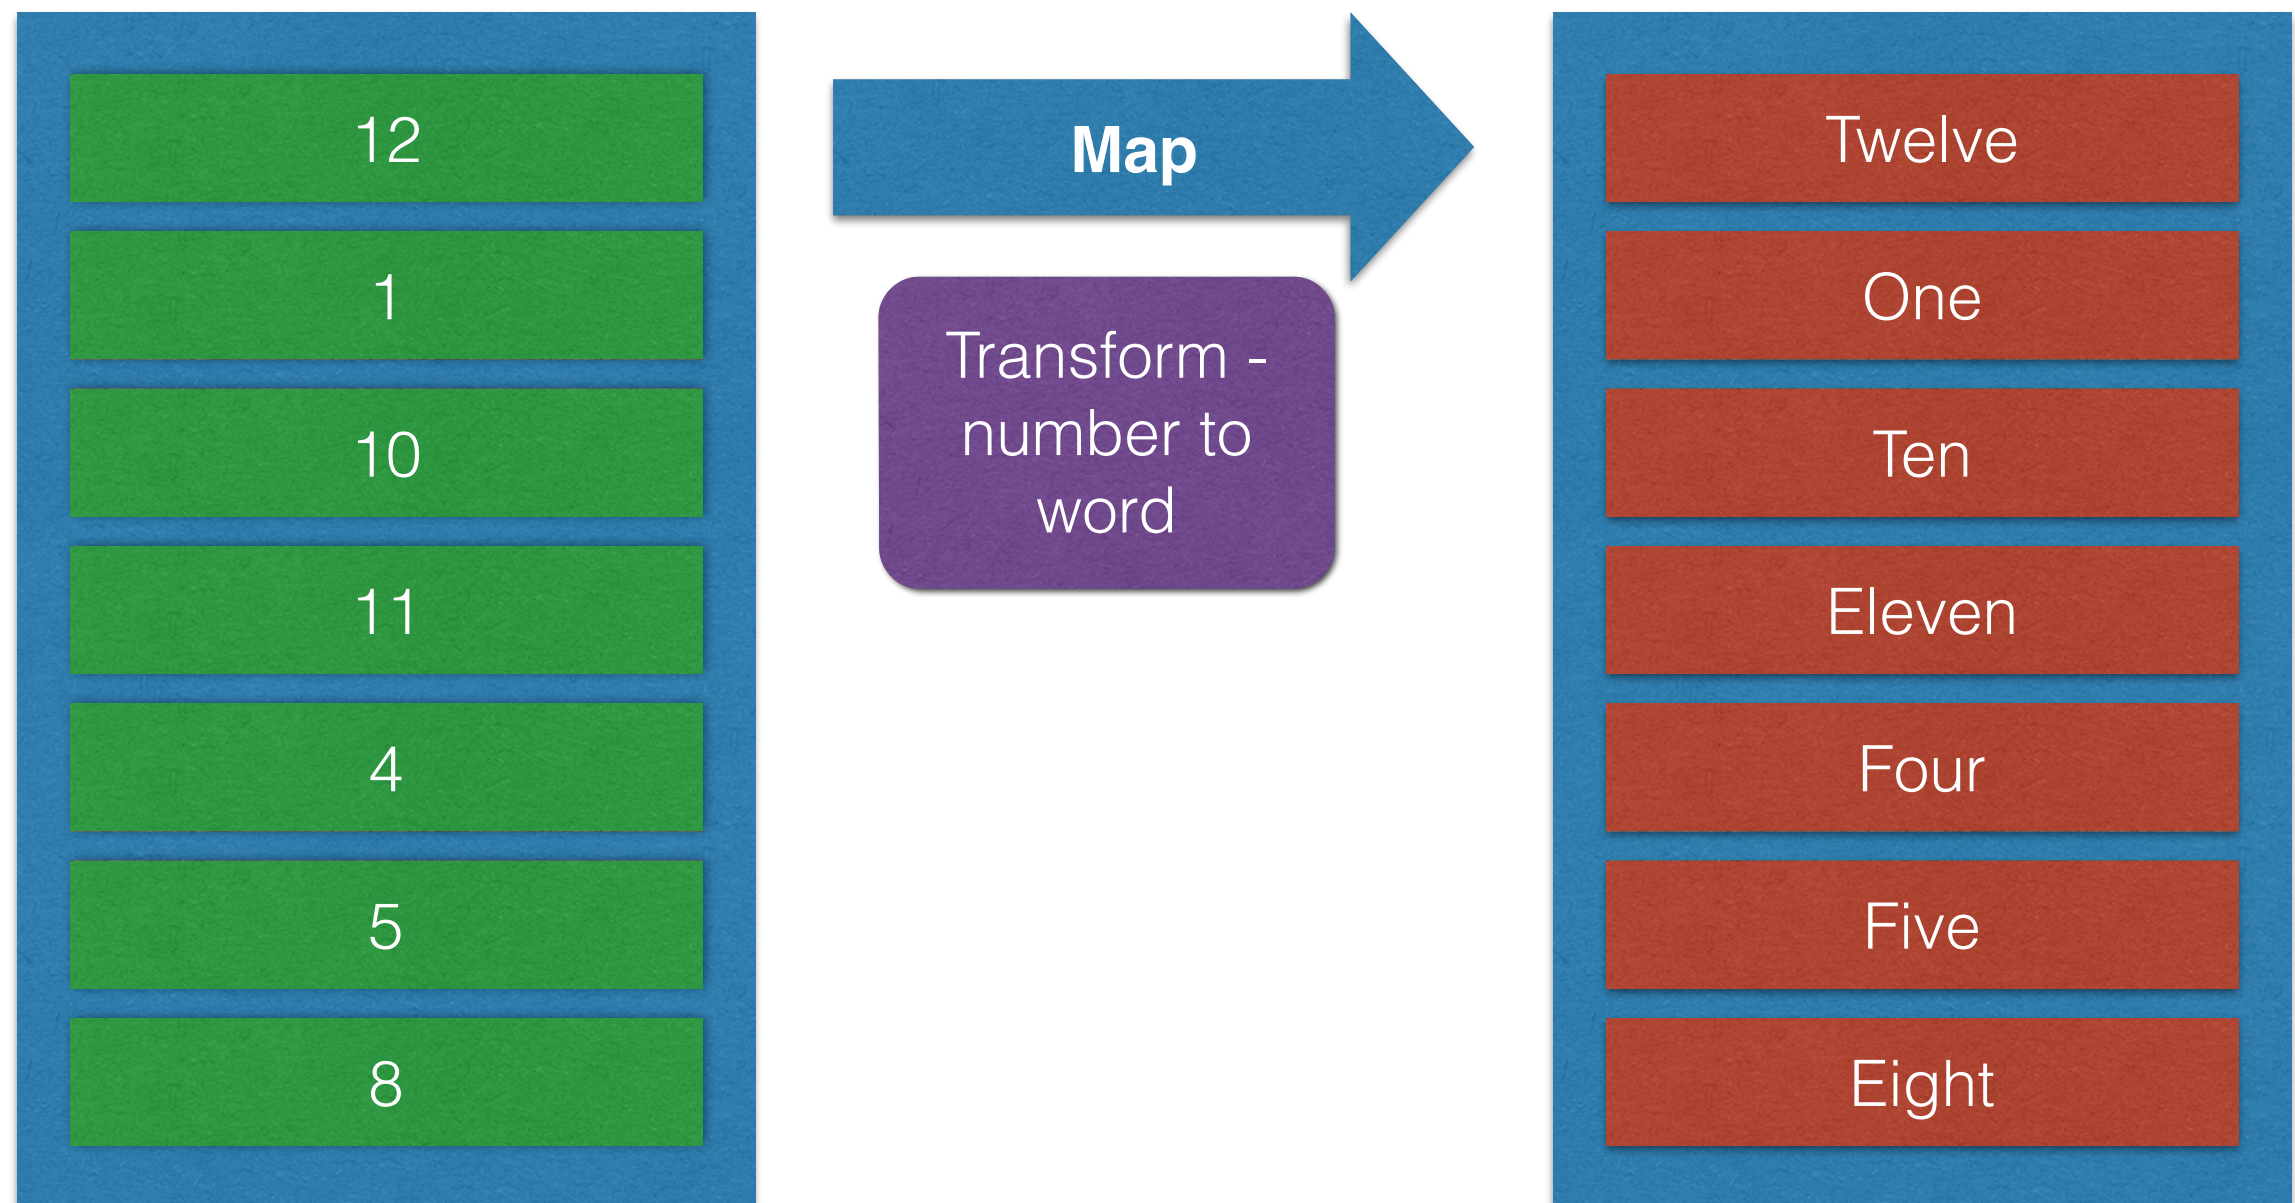 12
1
10
11
4
5
8
Map
Transform -
number to
word
Twelve
One
Ten
Eleven
Four
Five
Eight